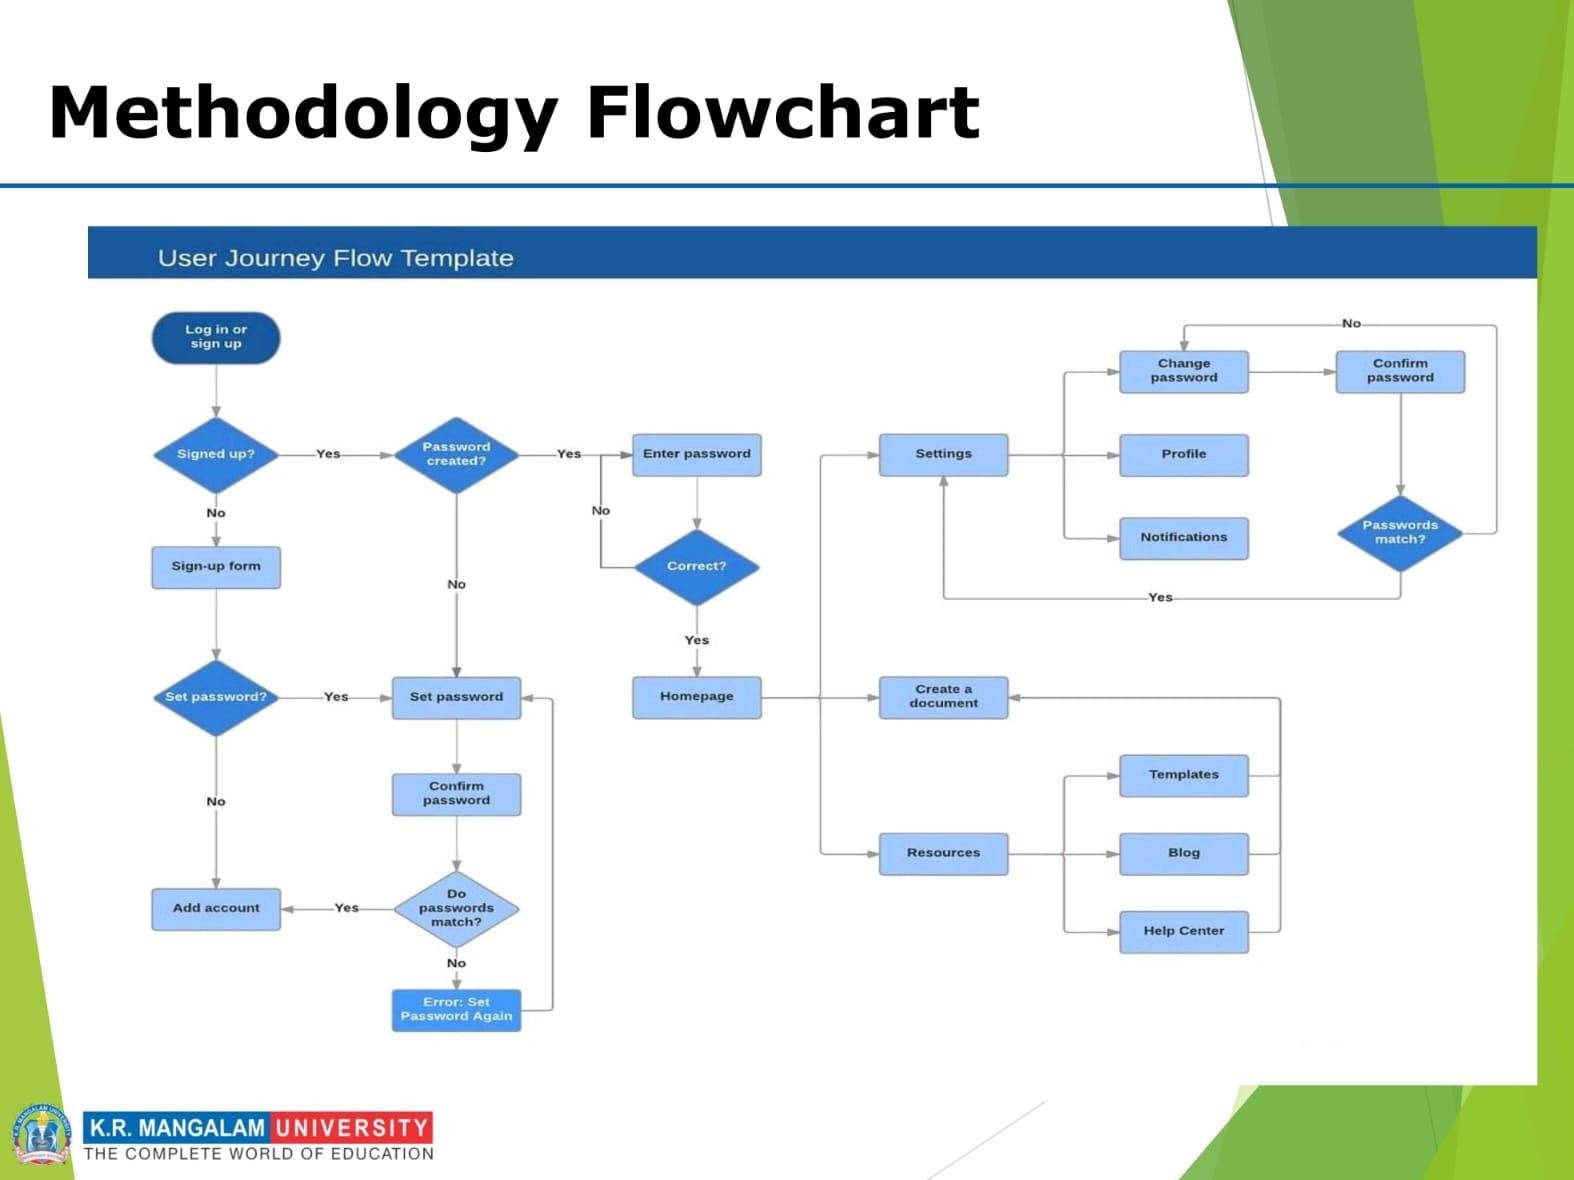 Methodology Flowchart
User Journey Flow Template
Log in or
sign up
Signed up?
Yes
Password
created?
Yes
Enter password
No
No
Sign-up form
Correct?
No
Yes
Set password?
Yes
Set password
Homepage
No
Confirm
password
Add account
Yes
Do
passwords
match?
No
Error: Set
Password Again
Settings
Change
password
Confirm
password
No
Profile
Notifications
Passwords
match?
Yes
Create a
document
Templates
Resources
Blog
Help Center
K.R. MANGALAM UNIVERSITY
THE COMPLETE WORLD OF EDUCATION